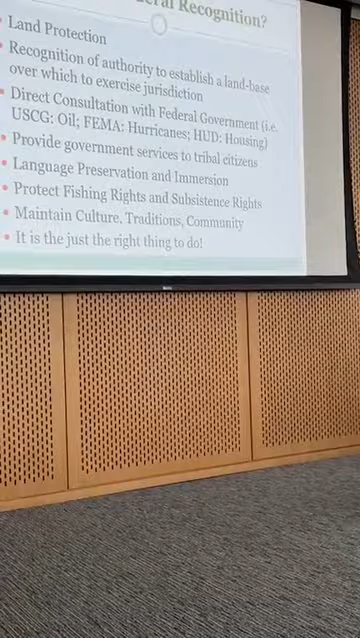 Recognition?
Land Protection
Recognition of authority to establish a land-base
over which to exercise jurisdiction
Direct Consultation with Federal Government (i.e.
USCG: Oil; FEMA: Hurricanes; HUD: Housing)
Provide government services to tribal citizens
Language Preservation and Immersion
Protect Fishing Rights and Subsistence Rights
Maintain Culture, Traditions, Community
It is the just the right thing to do!